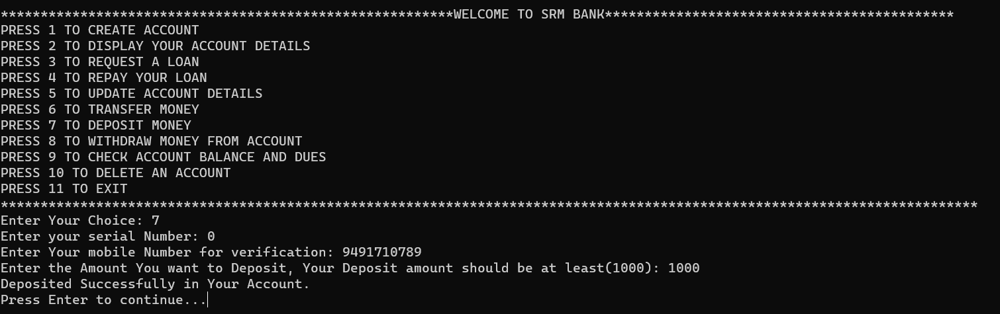 *********************************************************WELCOME TO SRM BANK********************************************
PRESS 1 TO CREATE ACCOUNT
PRESS 2 TO DISPLAY YOUR ACCOUNT DETAILS
PRESS 3 TO REQUEST A LOAN
PRESS 4 TO REPAY YOUR LOAN
PRESS 5 TO UPDATE ACCOUNT DETAILS
PRESS 6 TO TRANSFER MONEY
PRESS 7 TO DEPOSIT MONEY
PRESS 8 TO WITHDRAW MONEY FROM ACCOUNT
PRESS 9 TO CHECK ACCOUNT BALANCE AND DUES
PRESS 10 TO DELETE AN ACCOUNT
PRESS 11 TO EXIT
***************************************************************************************************************************
Enter Your Choice: 7
Enter your serial Number: 0
Enter Your mobile Number for verification: 9491710789
Enter the Amount You want to Deposit, Your Deposit amount should be at least(1000): 1000
Deposited Successfully in Your Account.
Press Enter to continue...